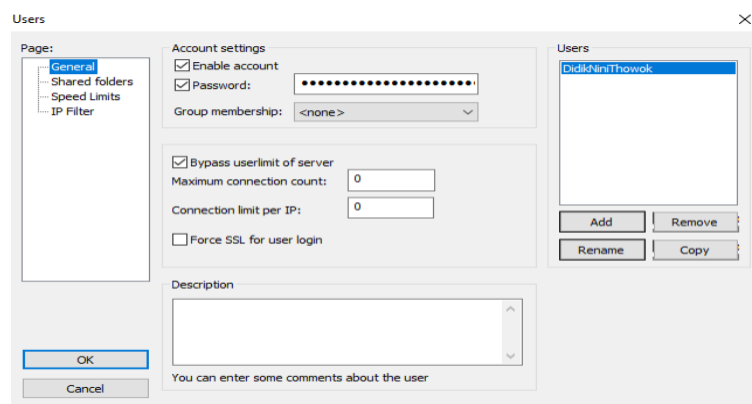 Users
Page:
General
Shared folders
Speed Limits
IP Filter
OK
Cancel
Account settings
Enable account
Password:
Group membership: <none>
Bypass userlimit of server
Maximum connection count: 0
Connection limit per IP: 0
Force SSL for user login
Description
You can enter some comments about the user
Users
DidikNiniThowok
Add Remove
Rename Copy